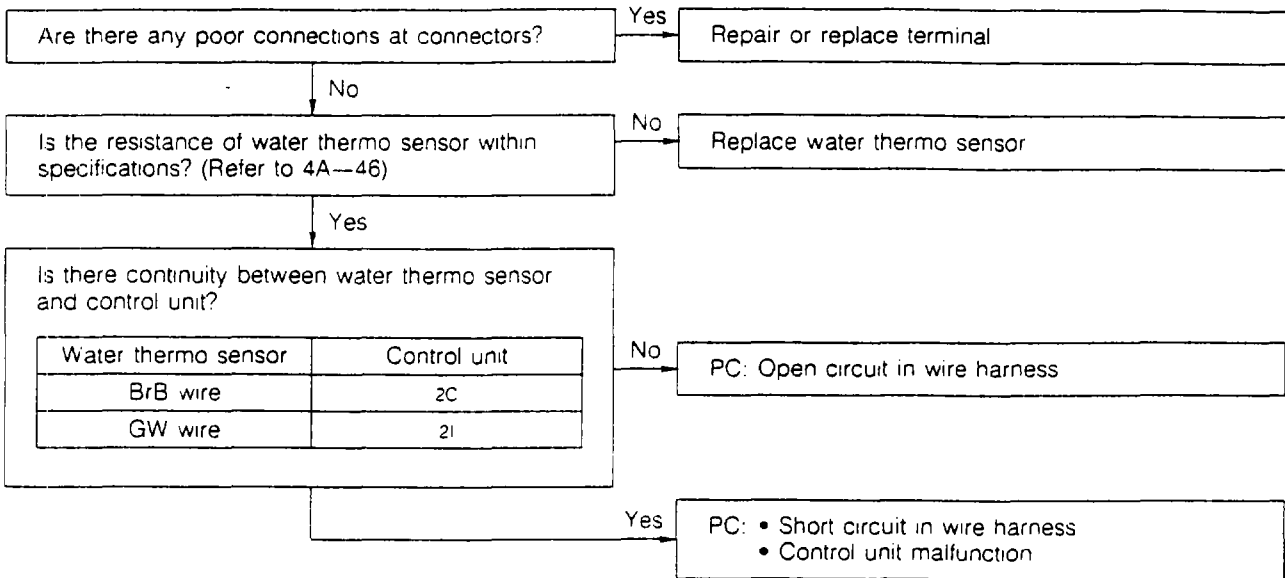 Are there any poor connections at connectors?
Yes
Repair or replace terminal
No
Is the resistance of water thermo sensor within
specifications? (Refer to 4A—46)
No
Replace water thermo sensor
Yes
Is there continuity between water thermo sensor
and control unit?
Water thermo sensor Control unit
BrB wire 2C
GW wire 2I
No
PC: Open circuit in wire harness
Yes
PC: • Short circuit in wire harness
• Control unit malfunction